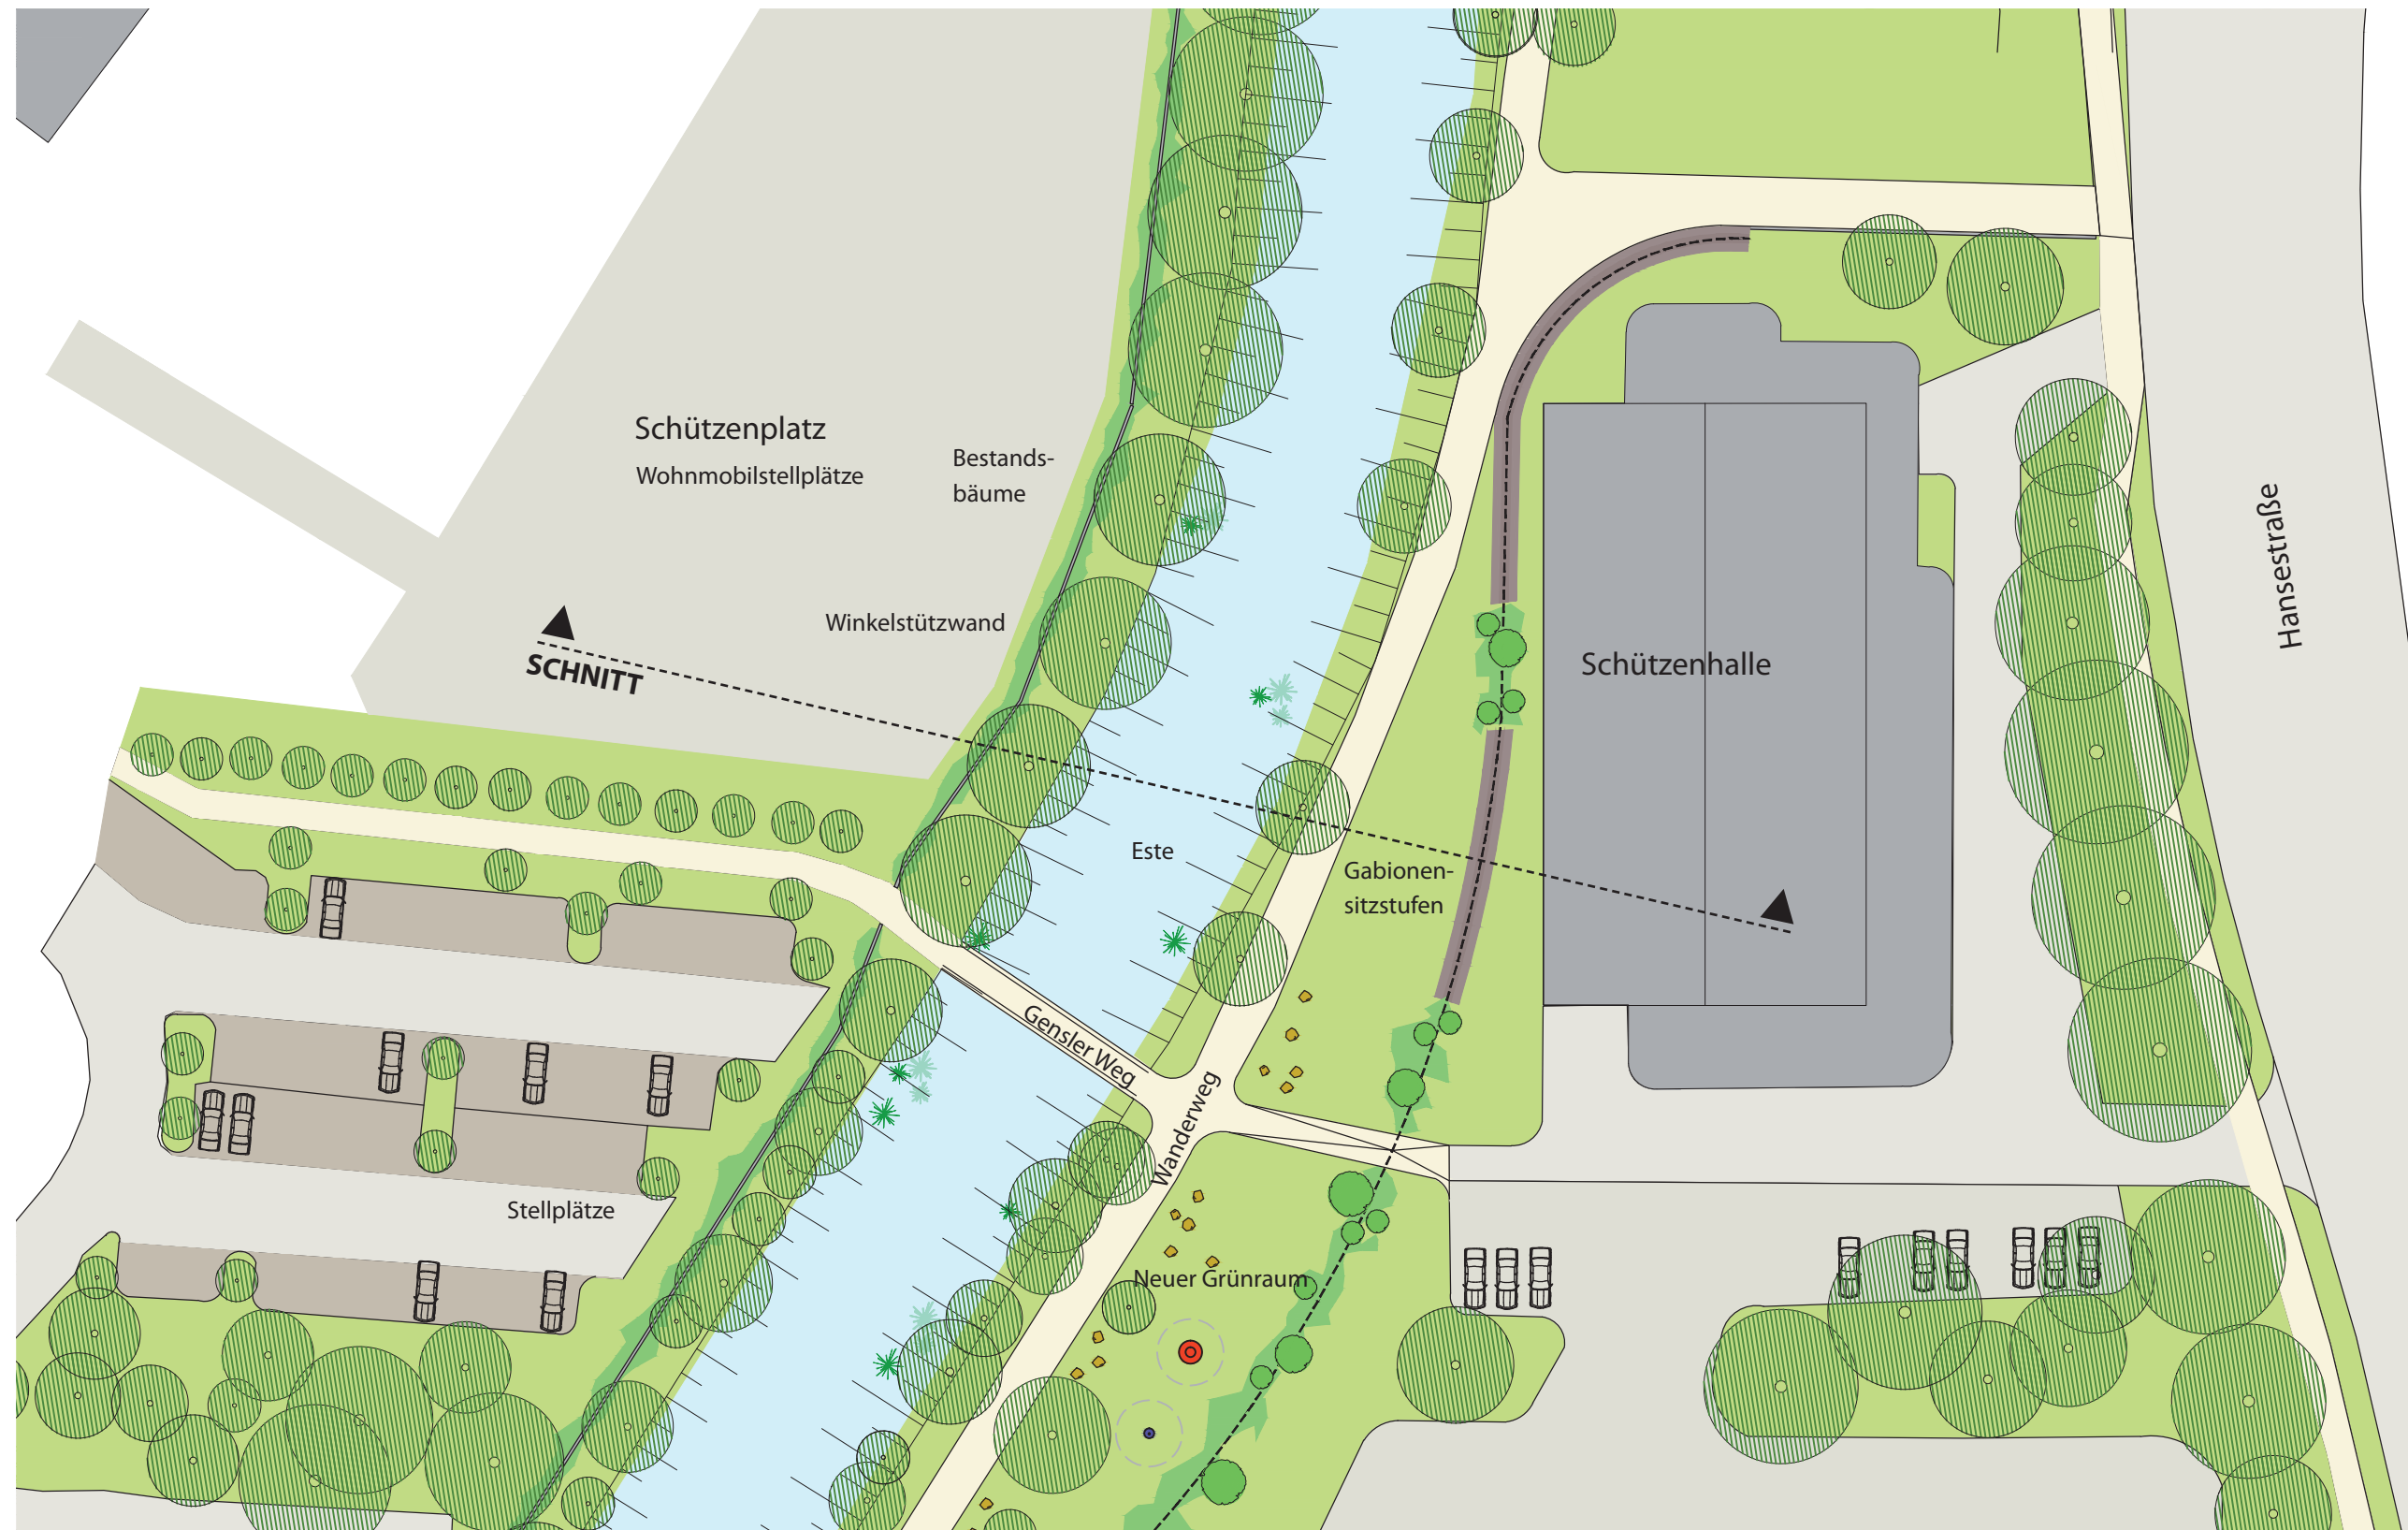 Schützenplatz
Wohnmobilstellplätze
Bestands-
bäume
Hansestraße
Winkelstützwand
SCHNITT
Schützenhalle
Este
Gabionen-
sitzstufen
Gensler Weg
Wanderweg
Stellplätze
Neuer Grünraum